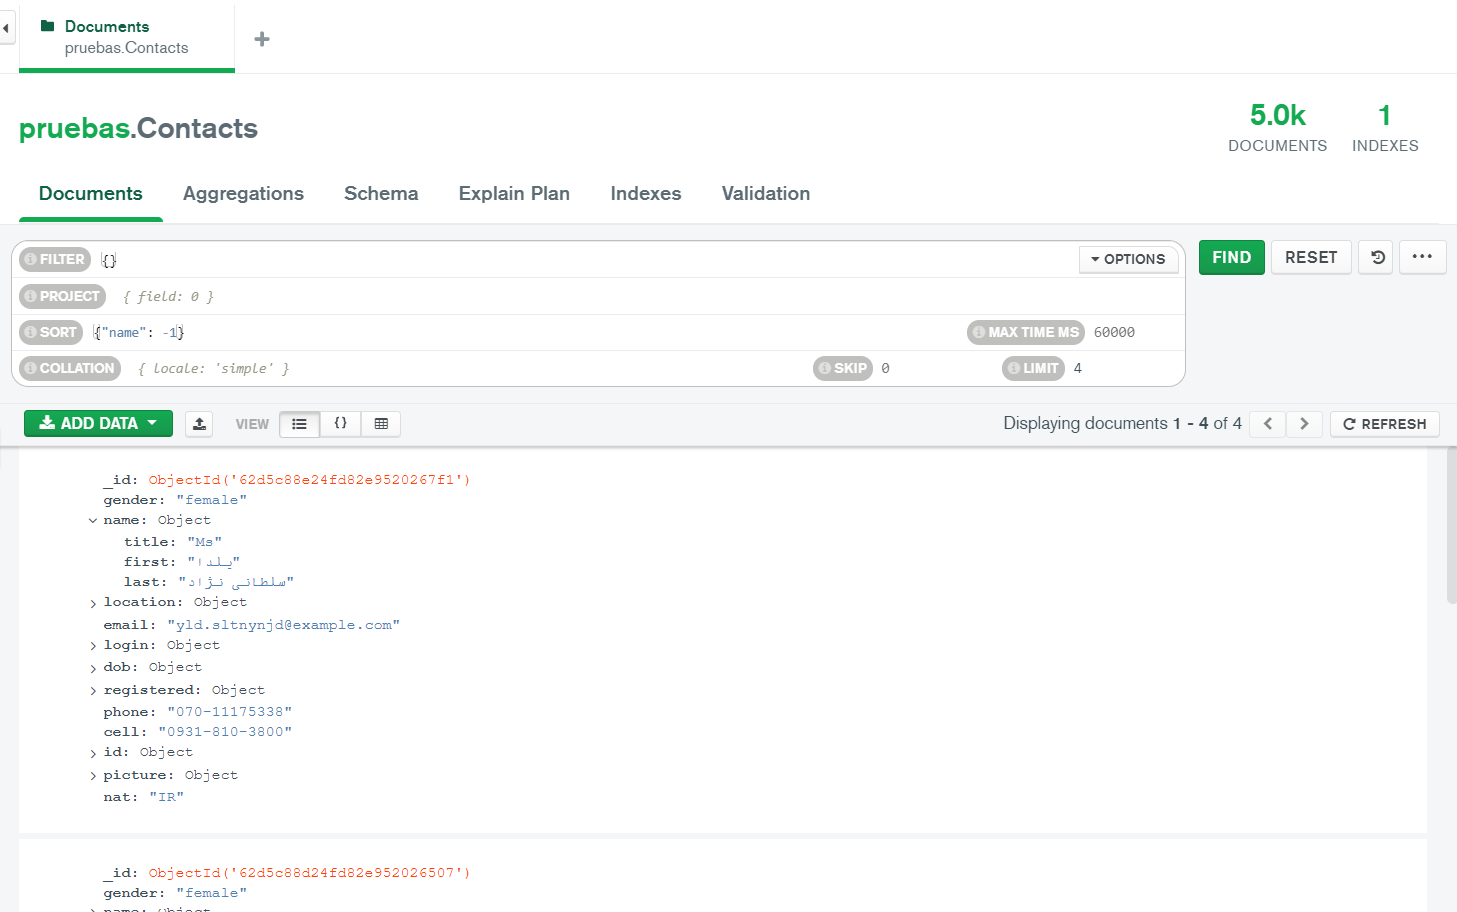 Documents
pruebas.Contacts
pruebas.Contacts
5.0k
DOCUMENTS
1
INDEXES
Documents Aggregations Schema Explain Plan Indexes Validation
FILTER {} OPTIONS FIND RESET
PROJECT { field: 0 }
SORT {"name": -1} MAX TIME MS 60000
COLLATION { locale: 'simple' } SKIP 0 LIMIT 4
ADD DATA VIEW {} Displaying documents 1 - 4 of 4 REFRESH
_id: ObjectId('62d5c88e24fd82e9520267f1')
gender: "female"
name: Object
title: "Ms"
first: "یلدا"
last: "سلطانی نژاد"
location: Object
email: "yld.sltnynjd@example.com"
login: Object
dob: Object
registered: Object
phone: "070-11175338"
cell: "0931-810-3800"
id: Object
picture: Object
nat: "IR"
_id: ObjectId('62d5c88d24fd82e952026507')
gender: "female"
name: Object